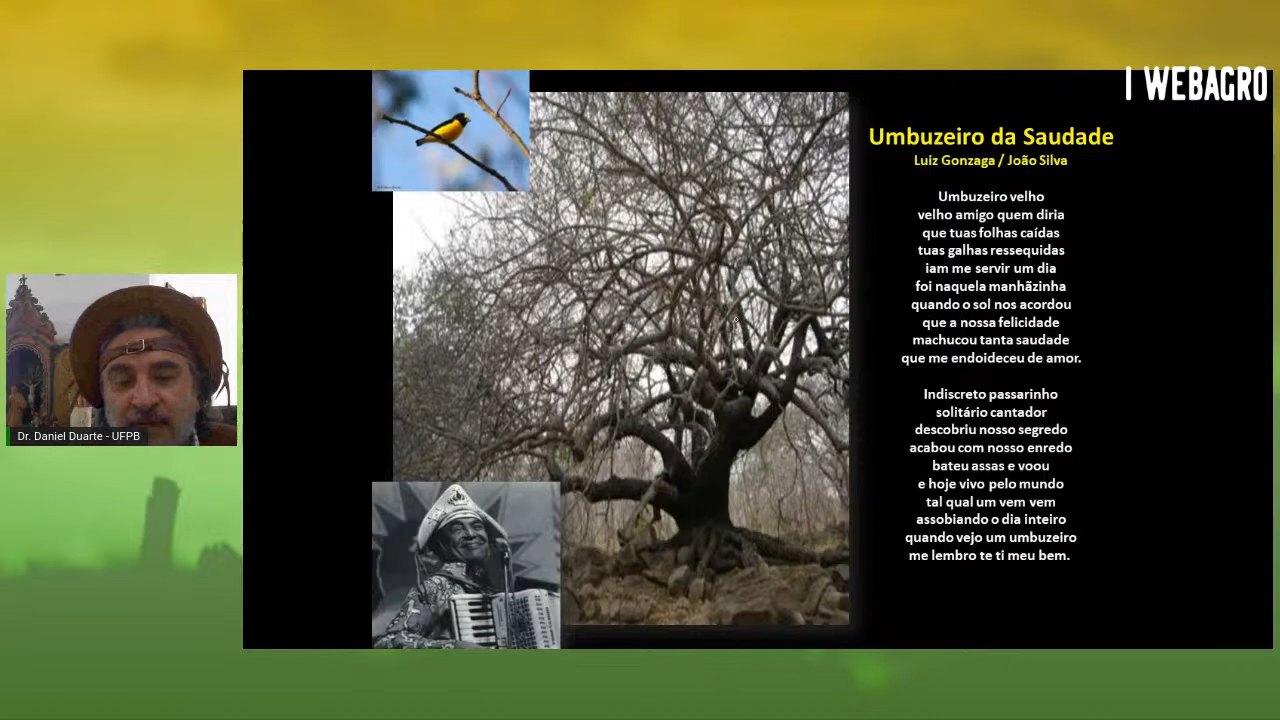 I WEBAGRO
Umbuzeiro da Saudade
Luiz Gonzaga / João Silva
Umbuzeiro velho
velho amigo quem diria
que tuas folhas caídas
tuas galhas ressequidas
iam me servir um dia
foi naquela manhãzinha
quando o sol nos acordou
que a nossa felicidade
machucou tanta saudade
que me endoideceu de amor.
Indiscreto passarinho
solitário cantador
descobriu nosso segredo
acabou com nosso enredo
bateu assas e voou
e hoje vivo pelo mundo
tal qual um vem vem
assobiando o dia inteiro
quando vejo um umbuzeiro
me lembro te ti meu bem.
Dr. Daniel Duarte - UFPB